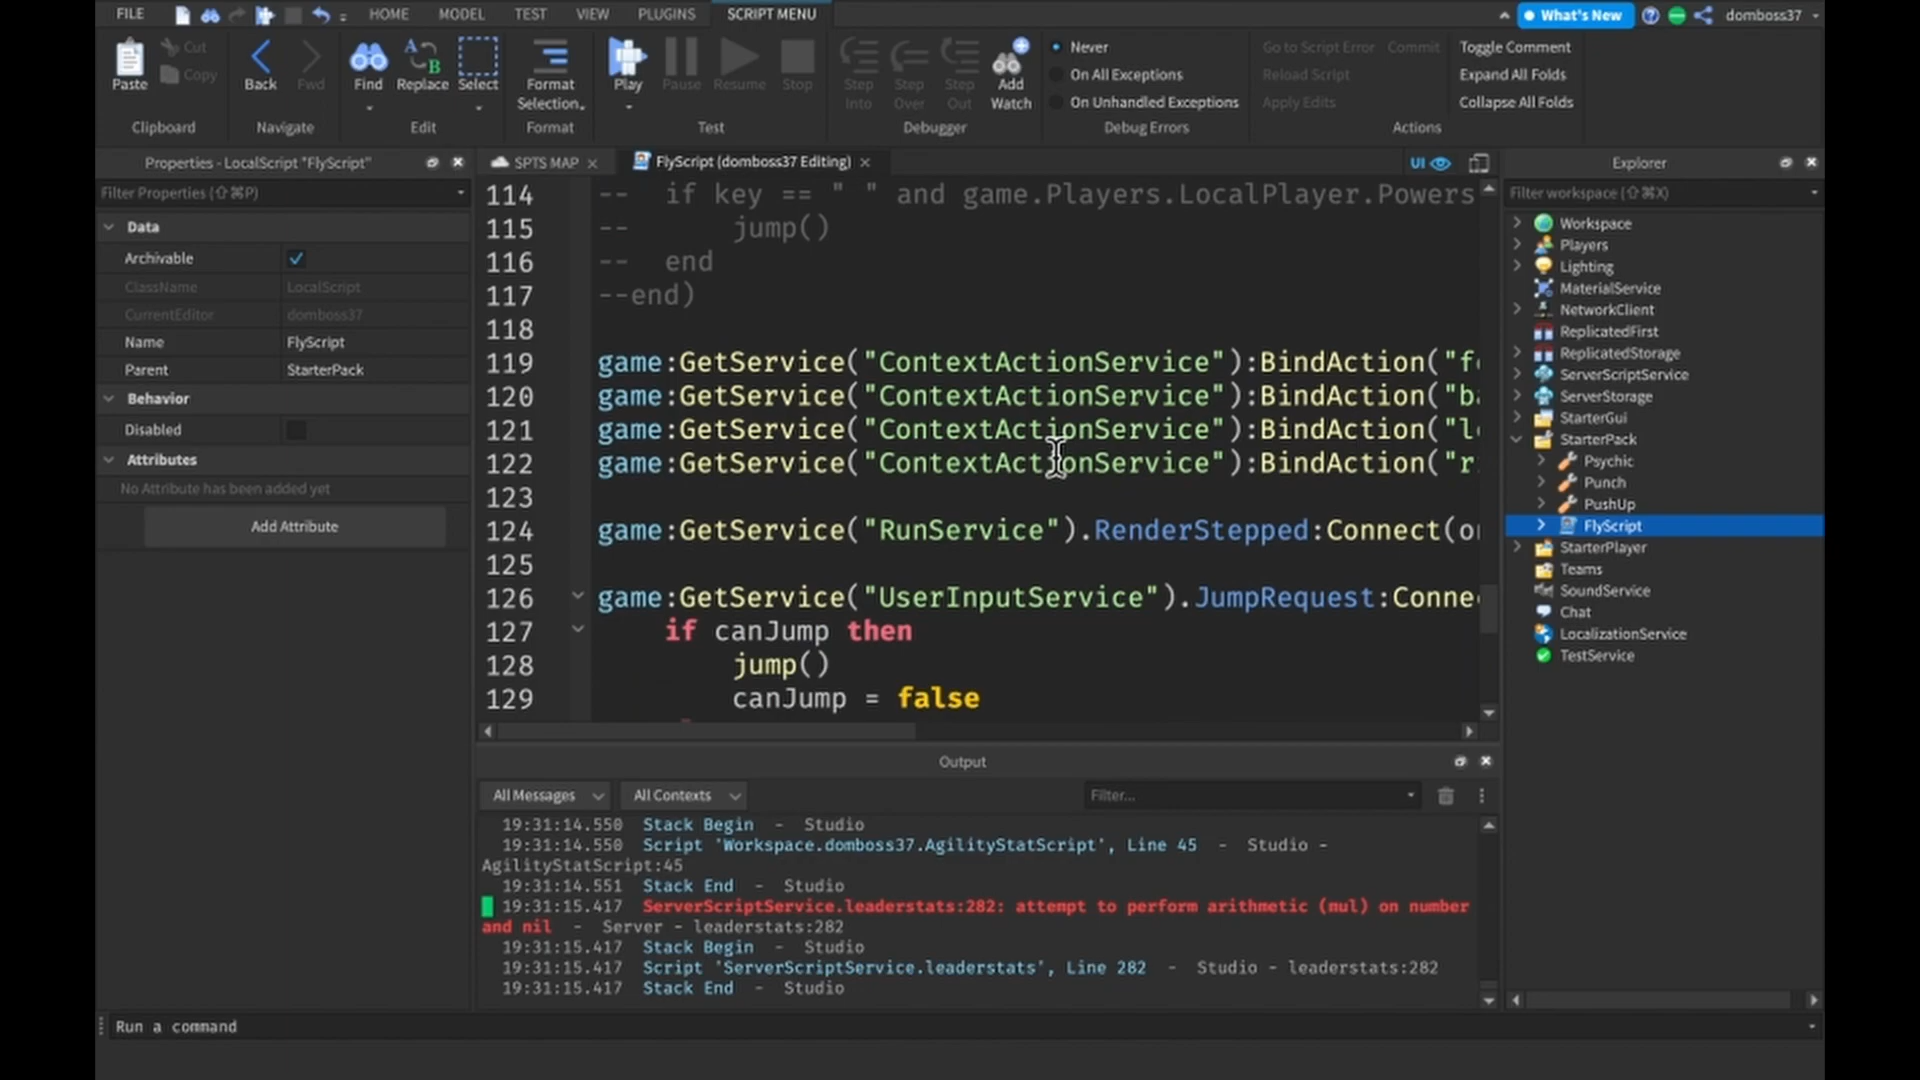 FILE HOME MODEL TEST VIEW PLUGINS SCRIPT MENU What's New domboss37
Paste Cut Copy Back Fwd Find Replace Select Format Selection Play Pause Resume Stop Step Into Step Over Step Out Add Watch Never On All Exceptions On Unhandled Exceptions Go to Script Error Commit Reload Script Apply Edits Toggle Comment Expand All Folds Collapse All Folds
Clipboard Navigate Edit Format Test Debugger Debug Errors Actions
Properties - LocalScript "FlyScript"
Filter Properties (⇧⌘P)
Data
Archivable
ClassName LocalScript
CurrentEditor domboss37
Name FlyScript
Parent StarterPack
Behavior
Disabled
Attributes
No Attribute has been added yet
Add Attribute
SPTS MAP FlyScript (domboss37 Editing) UI
114 -- if key == " " and game.Players.LocalPlayer.Powers
115 -- jump()
116 -- end
117 --end)
118
119 game:GetService("ContextActionService"):BindAction("f
120 game:GetService("ContextActionService"):BindAction("ba
121 game:GetService("ContextActionService"):BindAction("le
122 game:GetService("ContextActionService"):BindAction("r
123
124 game:GetService("RunService").RenderStepped:Connect(o
125
126 game:GetService("UserInputService").JumpRequest:Conne
127 if canJump then
128 jump()
129 canJump = false
Output
All Messages All Contexts Filter...
19:31:14.550 Stack Begin - Studio
19:31:14.550 Script 'Workspace.domboss37.AgilityStatScript', Line 45 - Studio -
AgilityStatScript:45
19:31:14.551 Stack End - Studio
19:31:15.417 ServerScriptService.leaderstats:282: attempt to perform arithmetic (mul) on number
and nil - Server - leaderstats:282
19:31:15.417 Stack Begin - Studio
19:31:15.417 Script 'ServerScriptService.leaderstats', Line 282 - Studio - leaderstats:282
19:31:15.417 Stack End - Studio
Explorer
Filter workspace (⇧⌘X)
Workspace
Players
Lighting
MaterialService
NetworkClient
ReplicatedFirst
ReplicatedStorage
ServerScriptService
ServerStorage
StarterGui
StarterPack
Psychic
Punch
PushUp
FlyScript
StarterPlayer
Teams
SoundService
Chat
LocalizationService
TestService
Run a command